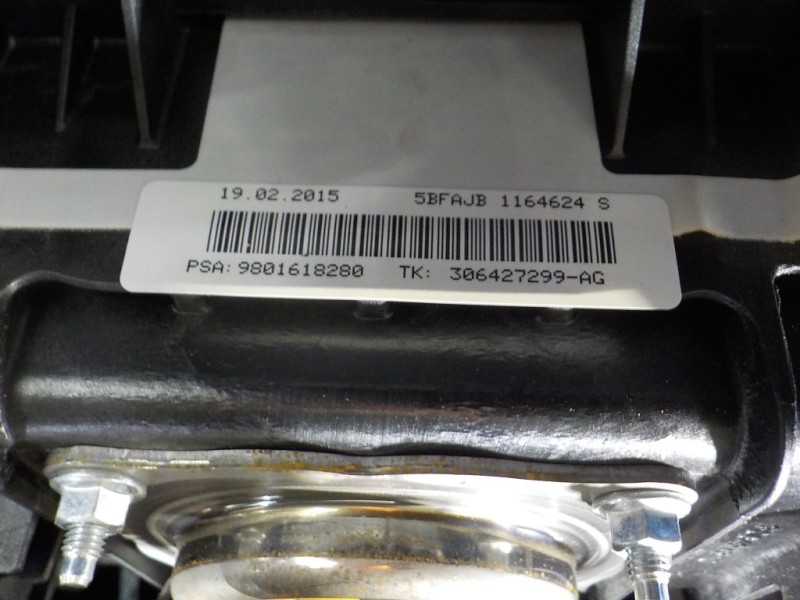 19.02.2015 5BFAJB 1164624 S
PSA: 9801618280 TK: 306427299-AG